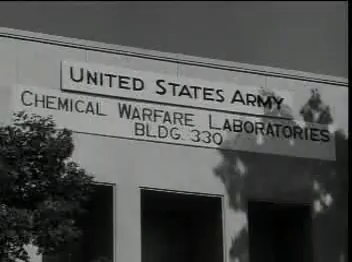 UNITED STATES ARMY
CHEMICAL WARFARE LABORATORIES
BLDG. 330